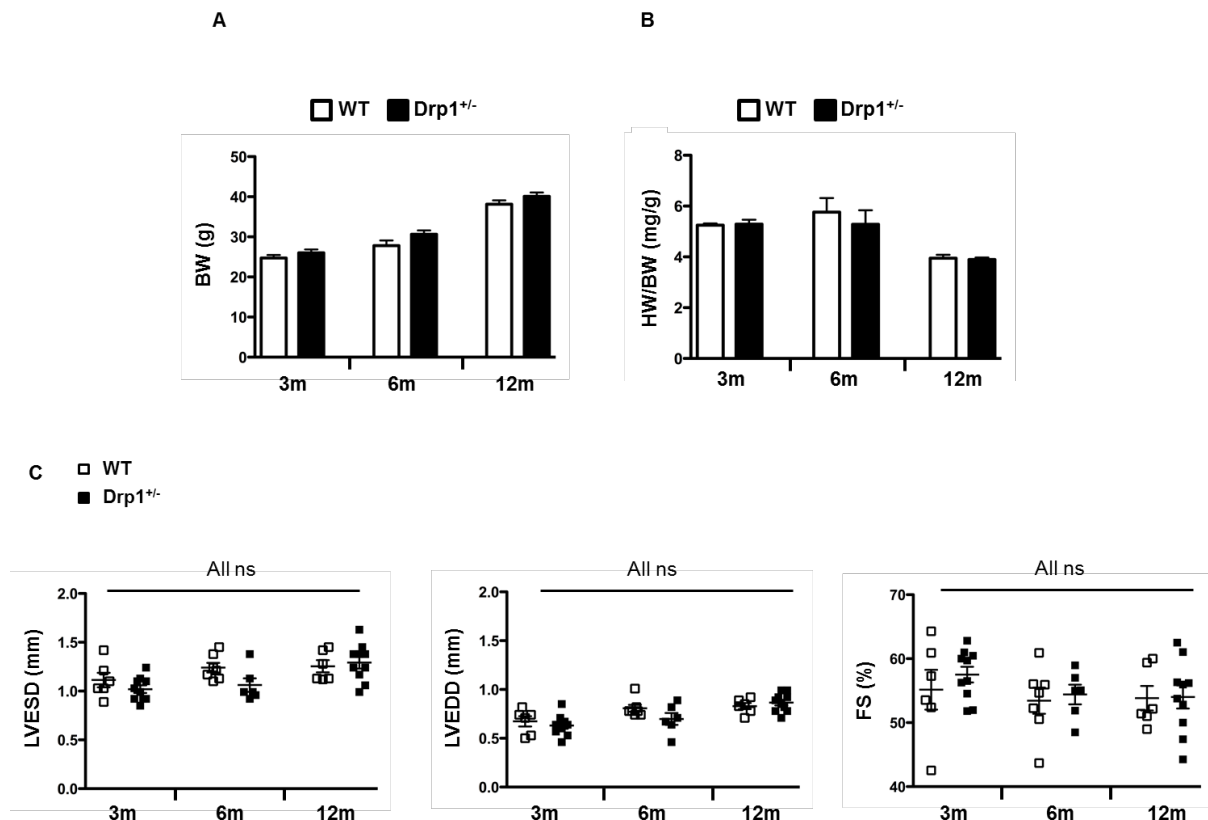 A
B
WT Drp1+/-
WT Drp1+/-
BW (g)
50
40
30
20
10
0
3m 6m 12m
HW/BW (mg/g)
8
6
4
2
0
3m 6m 12m
C
WT
Drp1+/-
All ns
LVESD (mm)
2.0
1.5
1.0
0.5
0.0
3m 6m 12m
All ns
LVEDD (mm)
2.0
1.5
1.0
0.5
0.0
3m 6m 12m
All ns
FS (%)
70
60
50
40
3m 6m 12m